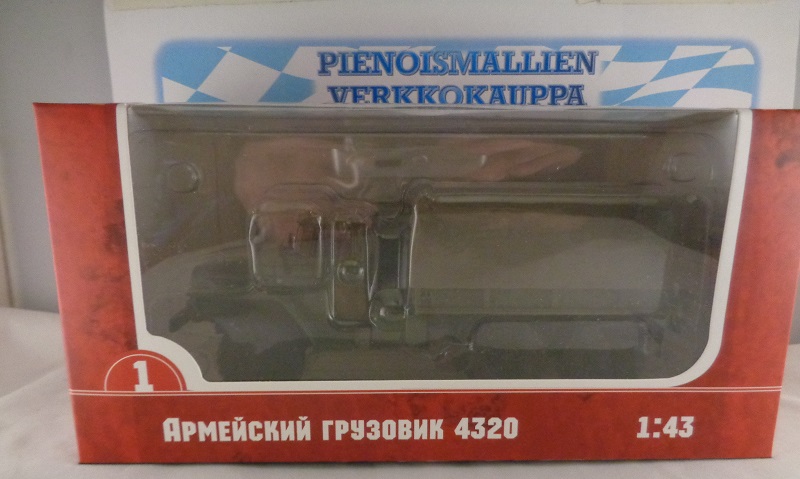 PIENOISMALLIEN
VERKKOKAUPPA
1
АРМЕЙСКИЙ ГРУЗОВИК 4320
1:43